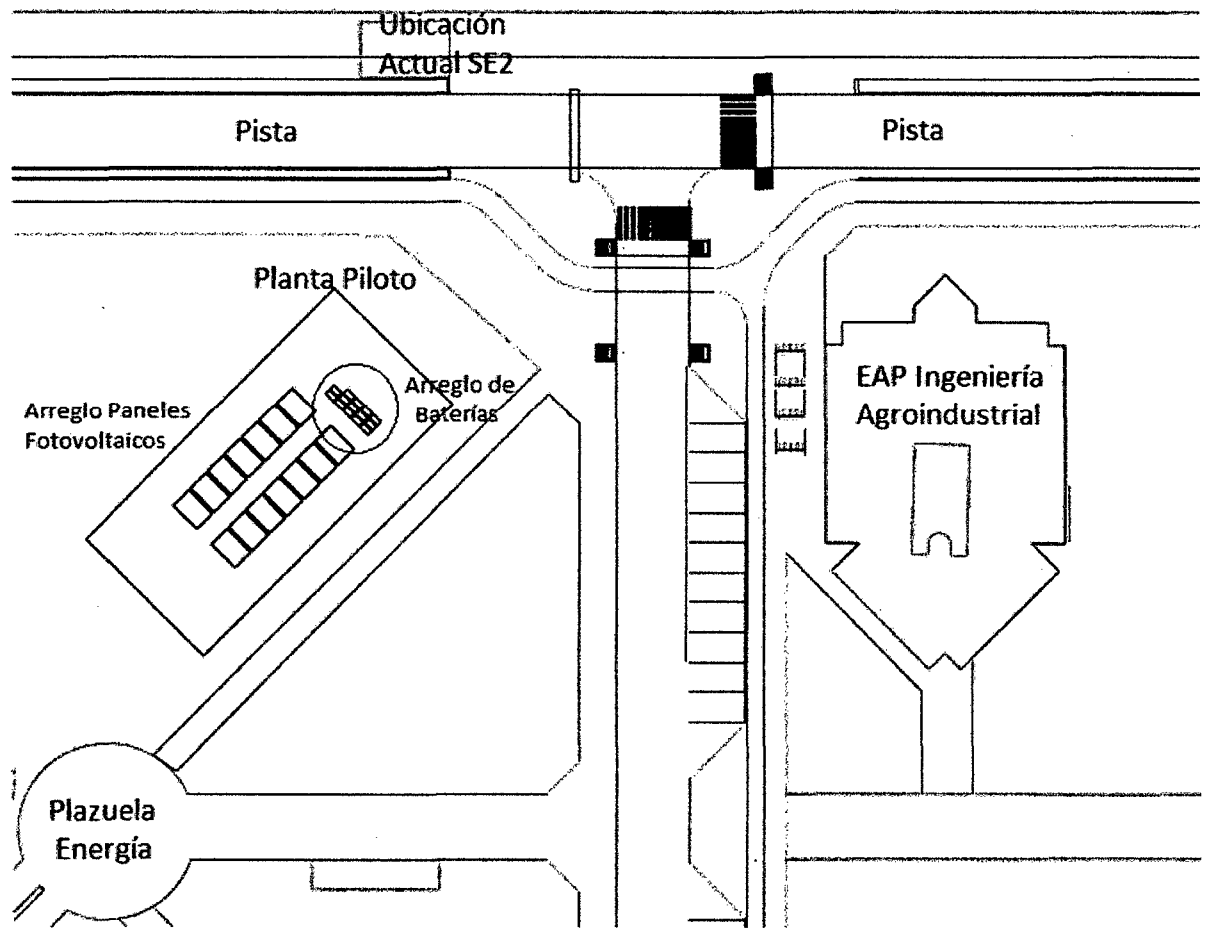 Ubicación
Actual SE2
Pista
Pista
Planta Piloto
Arreglo de
Baterías
Arreglo Paneles
Fotovoltaicos
EAP Ingeniería
Agroindustrial
Plazuela
Energía